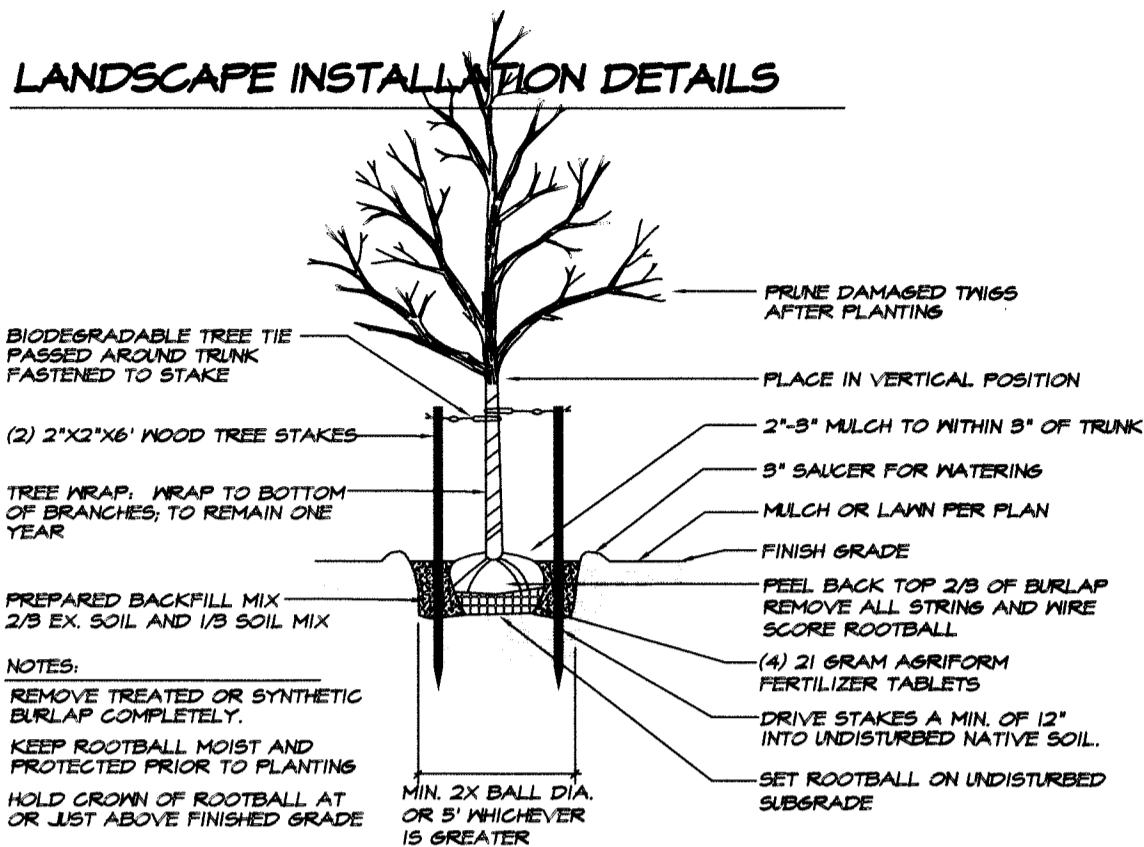 LANDSCAPE INSTALLATION DETAILS
BIODEGRADABLE TREE TIE
PASSED AROUND TRUNK
FASTENED TO STAKE
(2) 2"X2"X6' WOOD TREE STAKES
TREE WRAP: WRAP TO BOTTOM
OF BRANCHES; TO REMAIN ONE
YEAR
PREPARED BACKFILL MIX
2/3 EX. SOIL AND 1/3 SOIL MIX
NOTES:
REMOVE TREATED OR SYNTHETIC
BURLAP COMPLETELY.
KEEP ROOTBALL MOIST AND
PROTECTED PRIOR TO PLANTING
HOLD CROWN OF ROOTBALL AT
OR JUST ABOVE FINISHED GRADE
MIN. 2X BALL DIA.
OR 5' WHICHEVER
IS GREATER
PRUNE DAMAGED TWIGS
AFTER PLANTING
PLACE IN VERTICAL POSITION
2"-3" MULCH TO WITHIN 3" OF TRUNK
3" SAUCER FOR WATERING
MULCH OR LAWN PER PLAN
FINISH GRADE
PEEL BACK TOP 2/3 OF BURLAP
REMOVE ALL STRING AND WIRE
SCORE ROOTBALL
(4) 21 GRAM AGRIFORM
FERTILIZER TABLETS
DRIVE STAKES A MIN. OF 12"
INTO UNDISTURBED NATIVE SOIL.
SET ROOTBALL ON UNDISTURBED
SUBGRADE